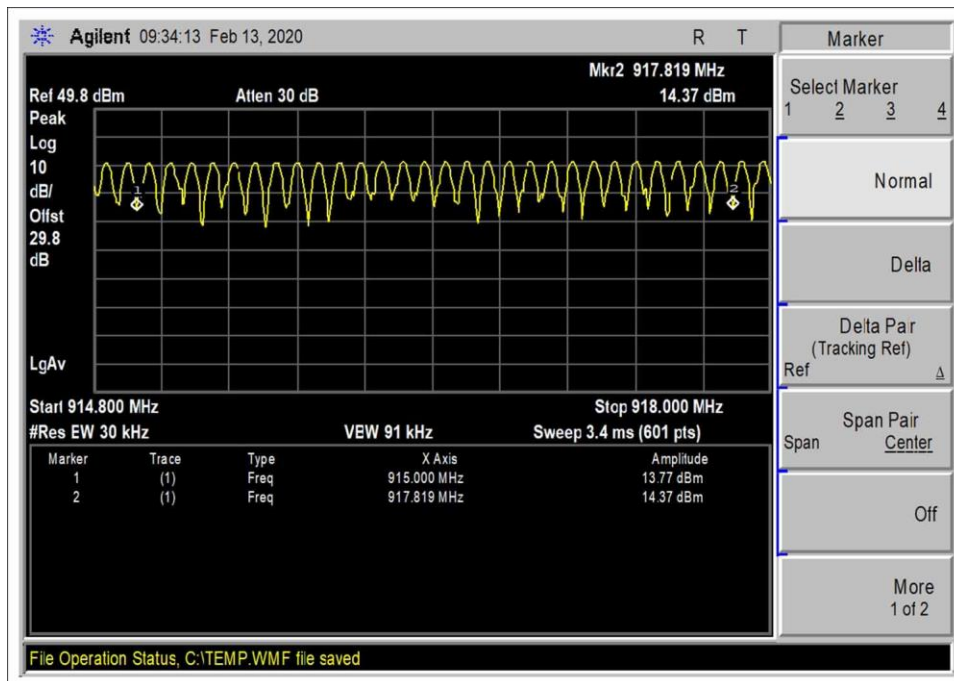 Agilent 09:34:13 Feb 13, 2020 R T
Mkr2 917.819 MHz
Ref 49.8 dBm Atten 30 dB 14.37 dBm
Peak
Log
10
dB/
Offst
29.8
dB
1
2
LgAv
Start 914.800 MHz Stop 918.000 MHz
#Res EW 30 kHz VEW 91 kHz Sweep 3.4 ms (601 pts)
Marker Trace Type X Axis Amplitude
1 (1) Freq 915.000 MHz 13.77 dBm
2 (1) Freq 917.819 MHz 14.37 dBm
File Operation Status, C:\TEMP.WMF file saved
Marker
Select Marker
1 2 3 4
Normal
Delta
Delta Pair
(Tracking Ref)
Ref Δ
Span Pair
Span Center
Off
More
1 of 2